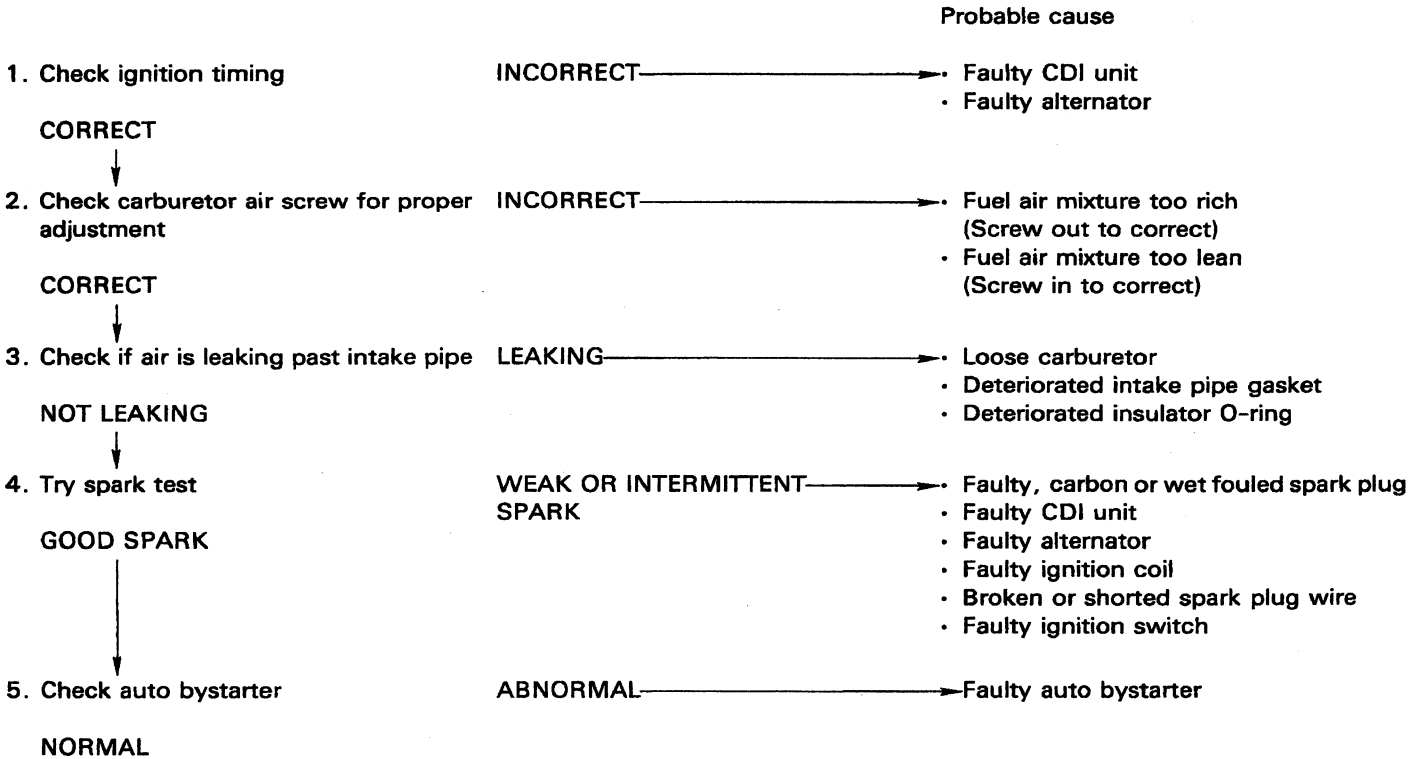 Probable cause
1. Check ignition timing INCORRECT • Faulty CDI unit
• Faulty alternator
CORRECT
2. Check carburetor air screw for proper INCORRECT • Fuel air mixture too rich
adjustment (Screw out to correct)
• Fuel air mixture too lean
CORRECT (Screw in to correct)
3. Check if air is leaking past intake pipe LEAKING • Loose carburetor
• Deteriorated intake pipe gasket
NOT LEAKING • Deteriorated insulator O-ring
4. Try spark test WEAK OR INTERMITTENT • Faulty, carbon or wet fouled spark plug
SPARK • Faulty CDI unit
GOOD SPARK • Faulty alternator
• Faulty ignition coil
• Broken or shorted spark plug wire
• Faulty ignition switch
5. Check auto bystarter ABNORMAL Faulty auto bystarter
NORMAL